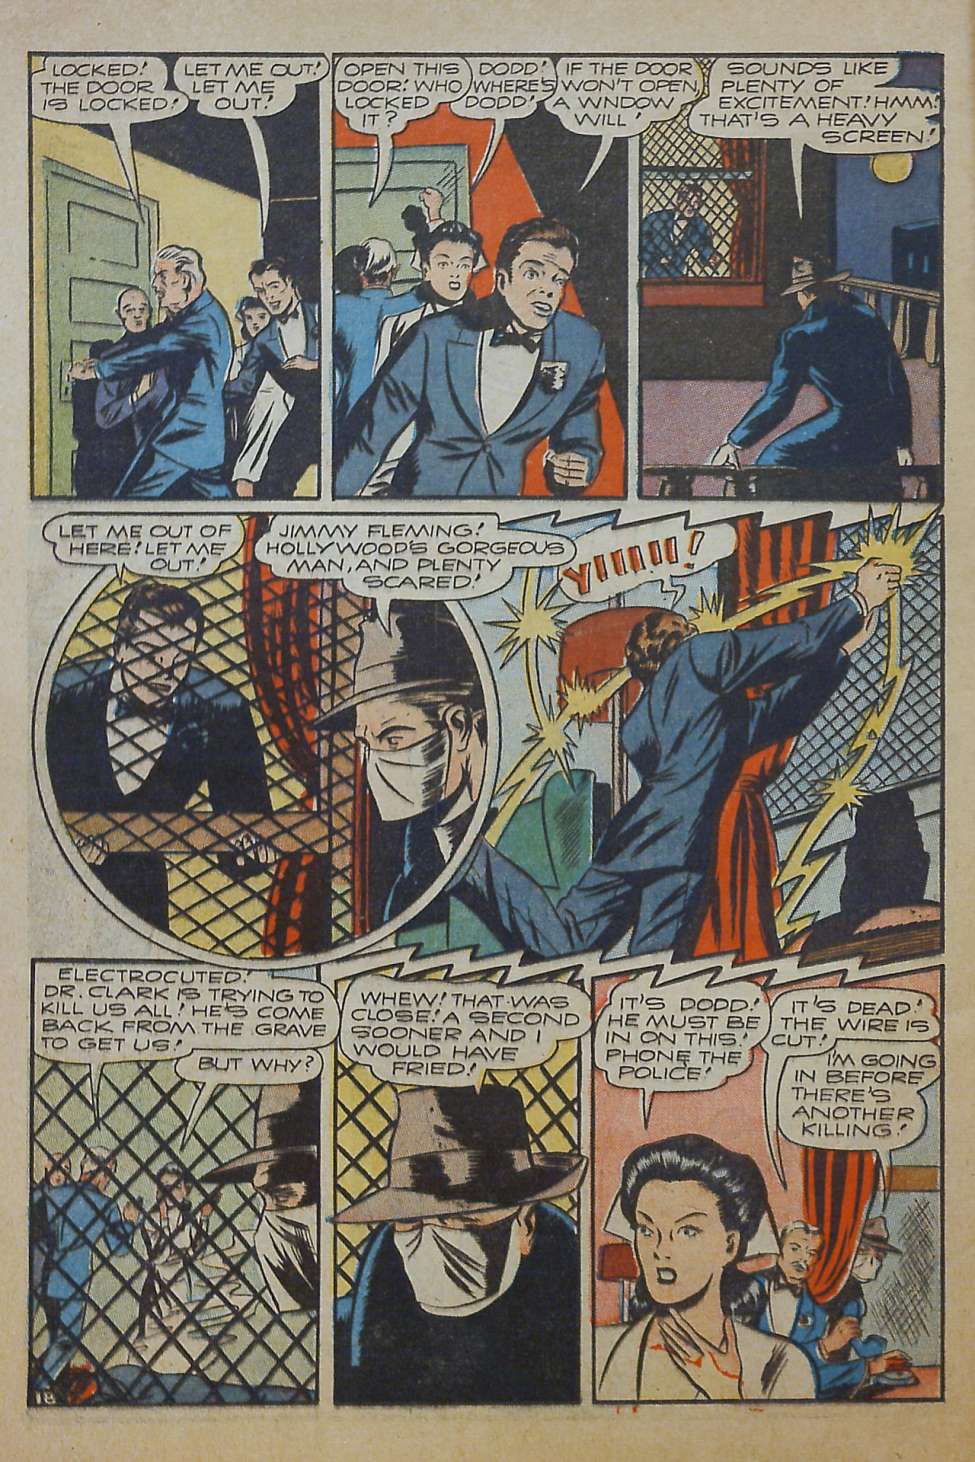 LOCKED!
THE DOOR
IS LOCKED!
LET ME OUT!
LET ME
OUT!
OPEN THIS
DOOR! WHO
LOCKED
IT?
DODD!
WHERE'S
DODD!
IF THE DOOR
WON'T OPEN,
A WNDOW
WILL!
SOUNDS LIKE
PLENTY OF
EXCITEMENT! HMM!
THAT'S A HEAVY
SCREEN!
LET ME OUT OF
HERE! LET ME
OUT!
JIMMY FLEMING!
HOLLYWOOD'S GORGEOUS
MAN, AND PLENTY
SCARED!
YIIIIII!
ELECTROCUTED!
DR. CLARK IS TRYING TO
KILL US ALL! HE'S COME
BACK FROM THE GRAVE
TO GET US!
BUT WHY?
WHEW! THAT WAS
CLOSE! A SECOND
SOONER AND I
WOULD HAVE
FRIED!
IT'S DODD!
HE MUST BE
IN ON THIS!
PHONE THE
POLICE!
IT'S DEAD!
THE WIRE IS
CUT!
I'M GOING
IN BEFORE
THERE'S
ANOTHER
KILLING!
18